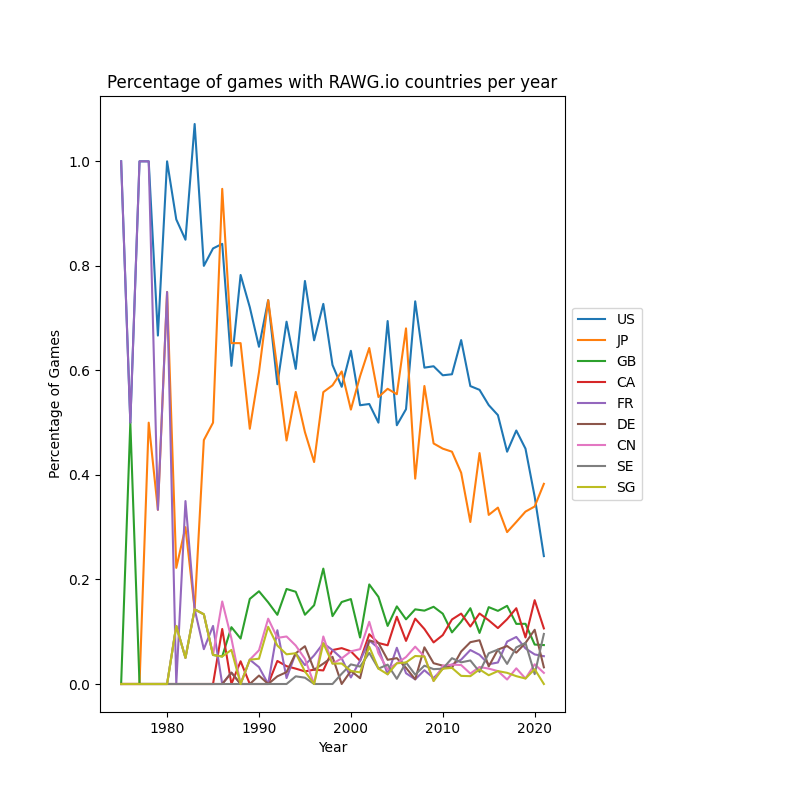 Percentage of games with RAWG.io countries per year
Percentage of Games
1.0
0.8
0.6
0.4
0.2
0.0
1980 1990 2000 2010 2020
Year
US
JP
GB
CA
FR
DE
CN
SE
SG